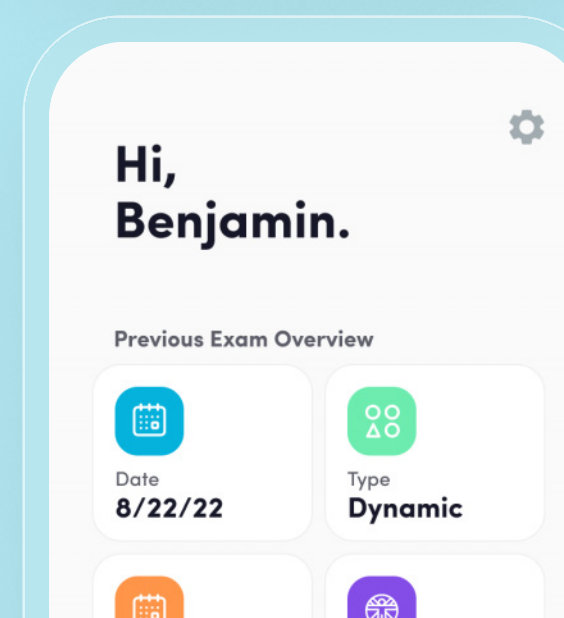 Hi,
Benjamin.
Previous Exam Overview
Date
8/22/22
Type
Dynamic